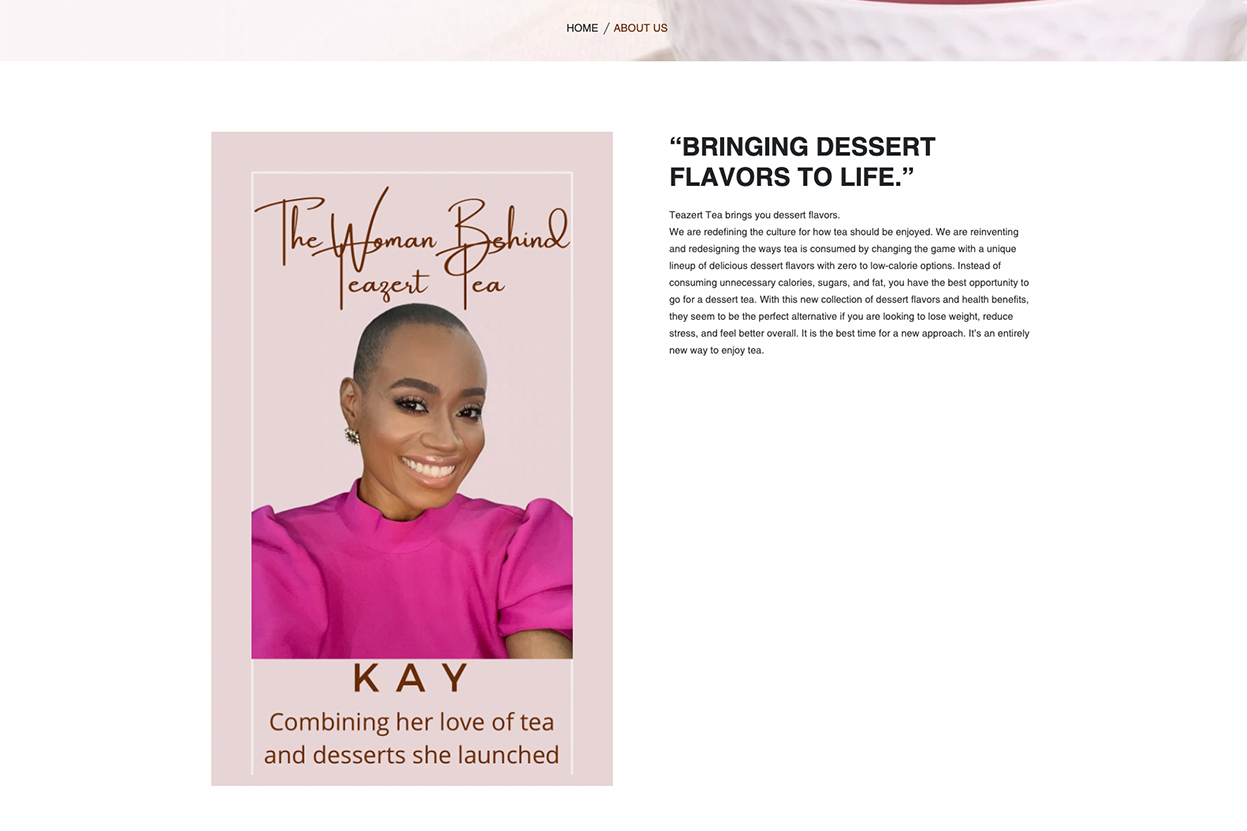 HOME / ABOUT US
The Woman Behind
Teazert Tea
KAY
Combining her love of tea
and desserts she launched
“BRINGING DESSERT
FLAVORS TO LIFE.”
Teazert Tea brings you dessert flavors.
We are redefining the culture for how tea should be enjoyed. We are reinventing
and redesigning the ways tea is consumed by changing the game with a unique
lineup of delicious dessert flavors with zero to low-calorie options. Instead of
consuming unnecessary calories, sugars, and fat, you have the best opportunity to
go for a dessert tea. With this new collection of dessert flavors and health benefits,
they seem to be the perfect alternative if you are looking to lose weight, reduce
stress, and feel better overall. It is the best time for a new approach. It's an entirely
new way to enjoy tea.